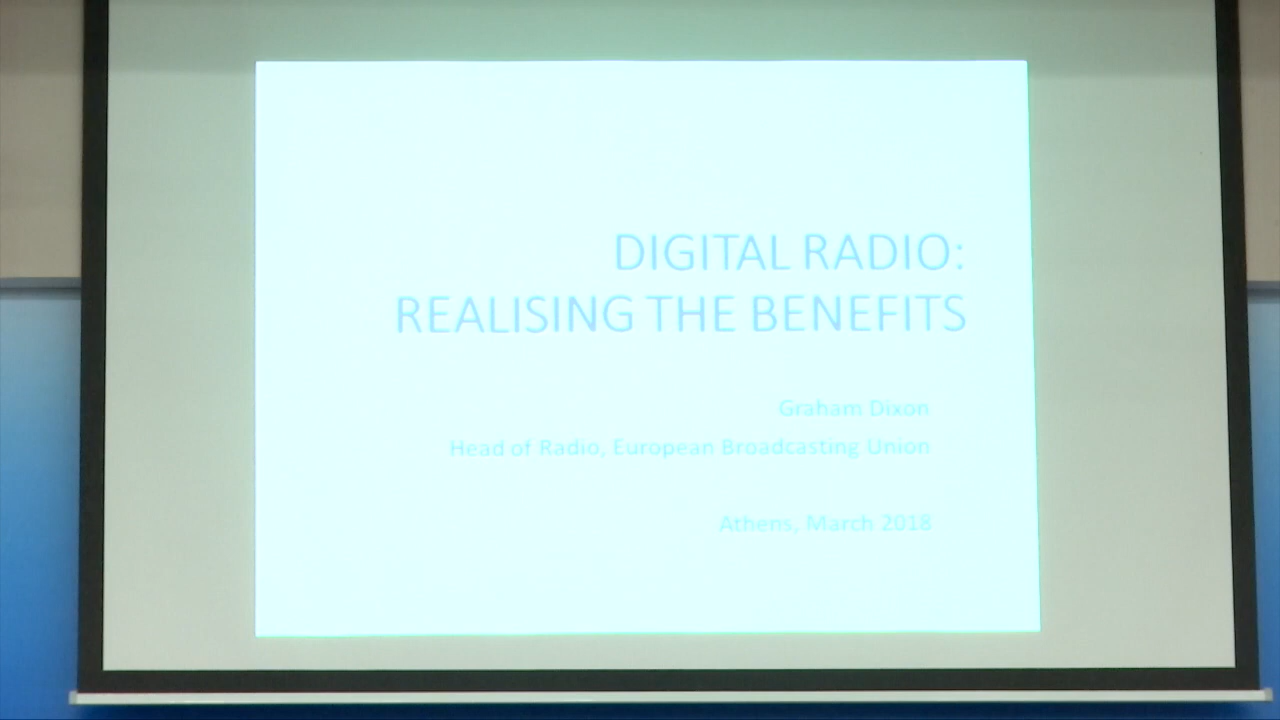 DIGITAL RADIO:
REALISING THE BENEFITS
Graham Dixon
Head of Radio, European Broadcasting Union
Athens, March 2018